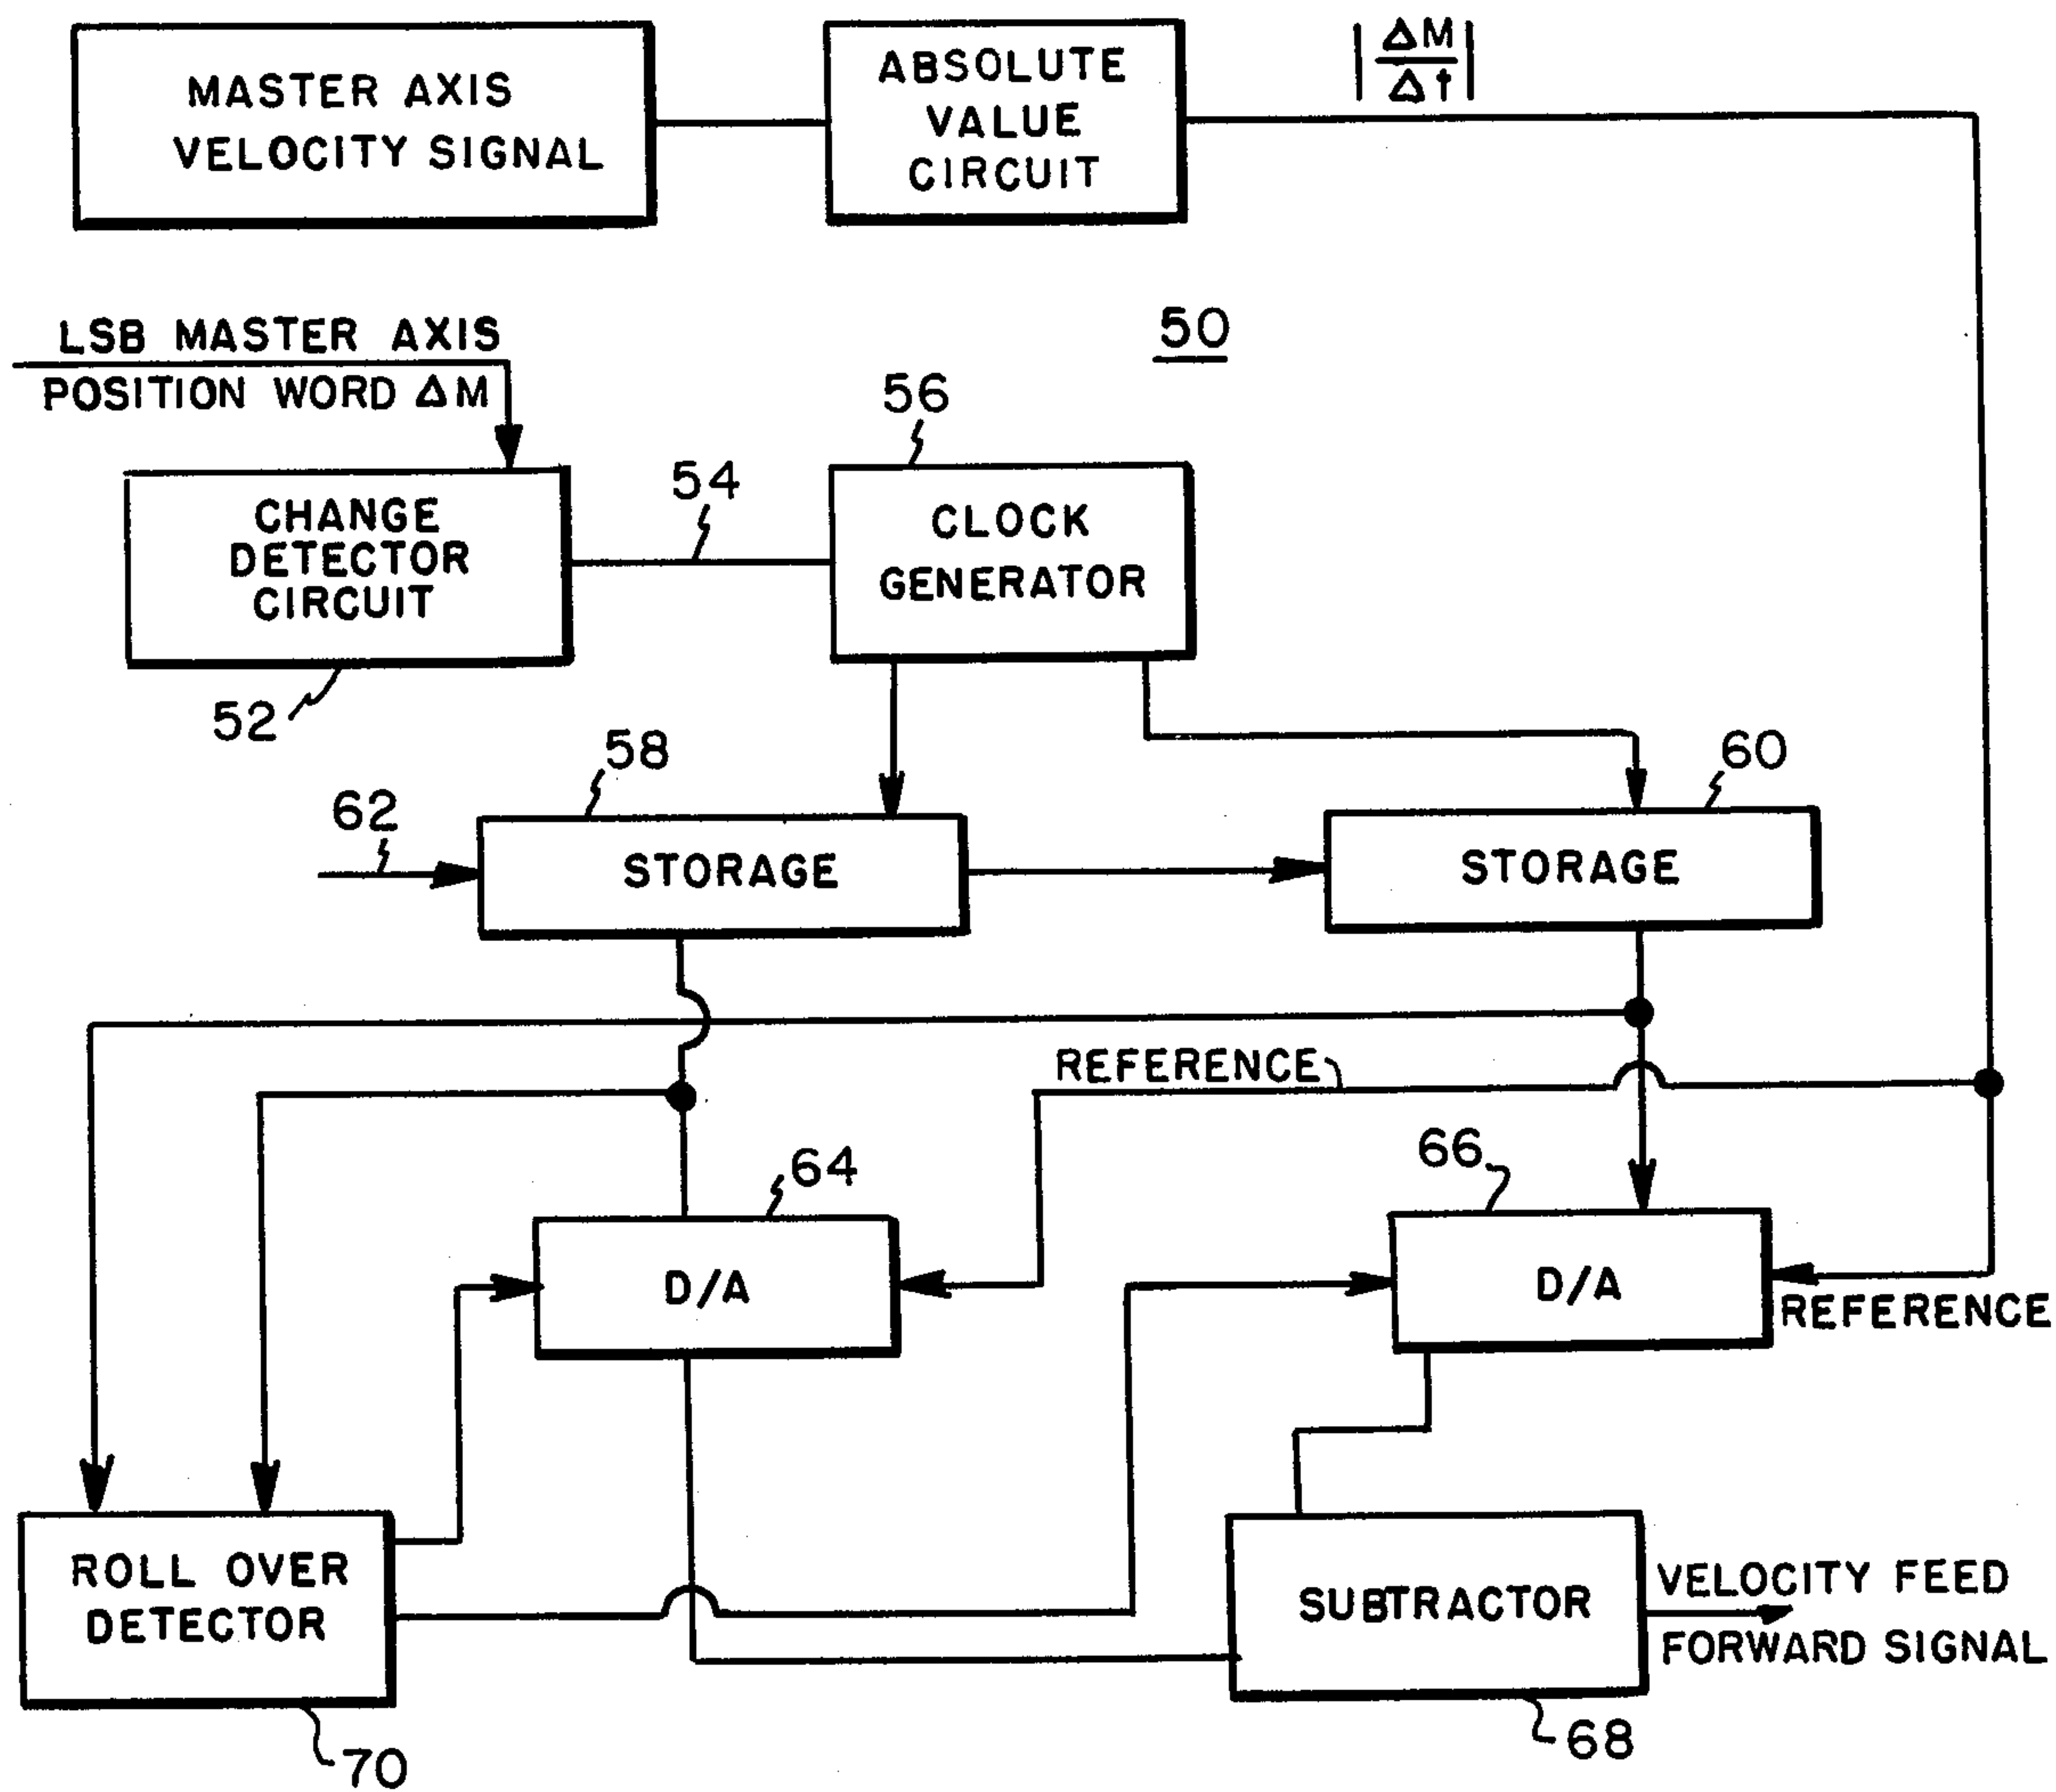 MASTER AXIS
VELOCITY SIGNAL
ABSOLUTE
VALUE
CIRCUIT
|ΔM/Δt|
LSB MASTER AXIS
POSITION WORD ΔM
50
56
54
CHANGE
DETECTOR
CIRCUIT
CLOCK
GENERATOR
52
58
60
62
STORAGE
STORAGE
REFERENCE
64
66
D/A
D/A
REFERENCE
ROLL OVER
DETECTOR
SUBTRACTOR
VELOCITY FEED
FORWARD SIGNAL
70
68